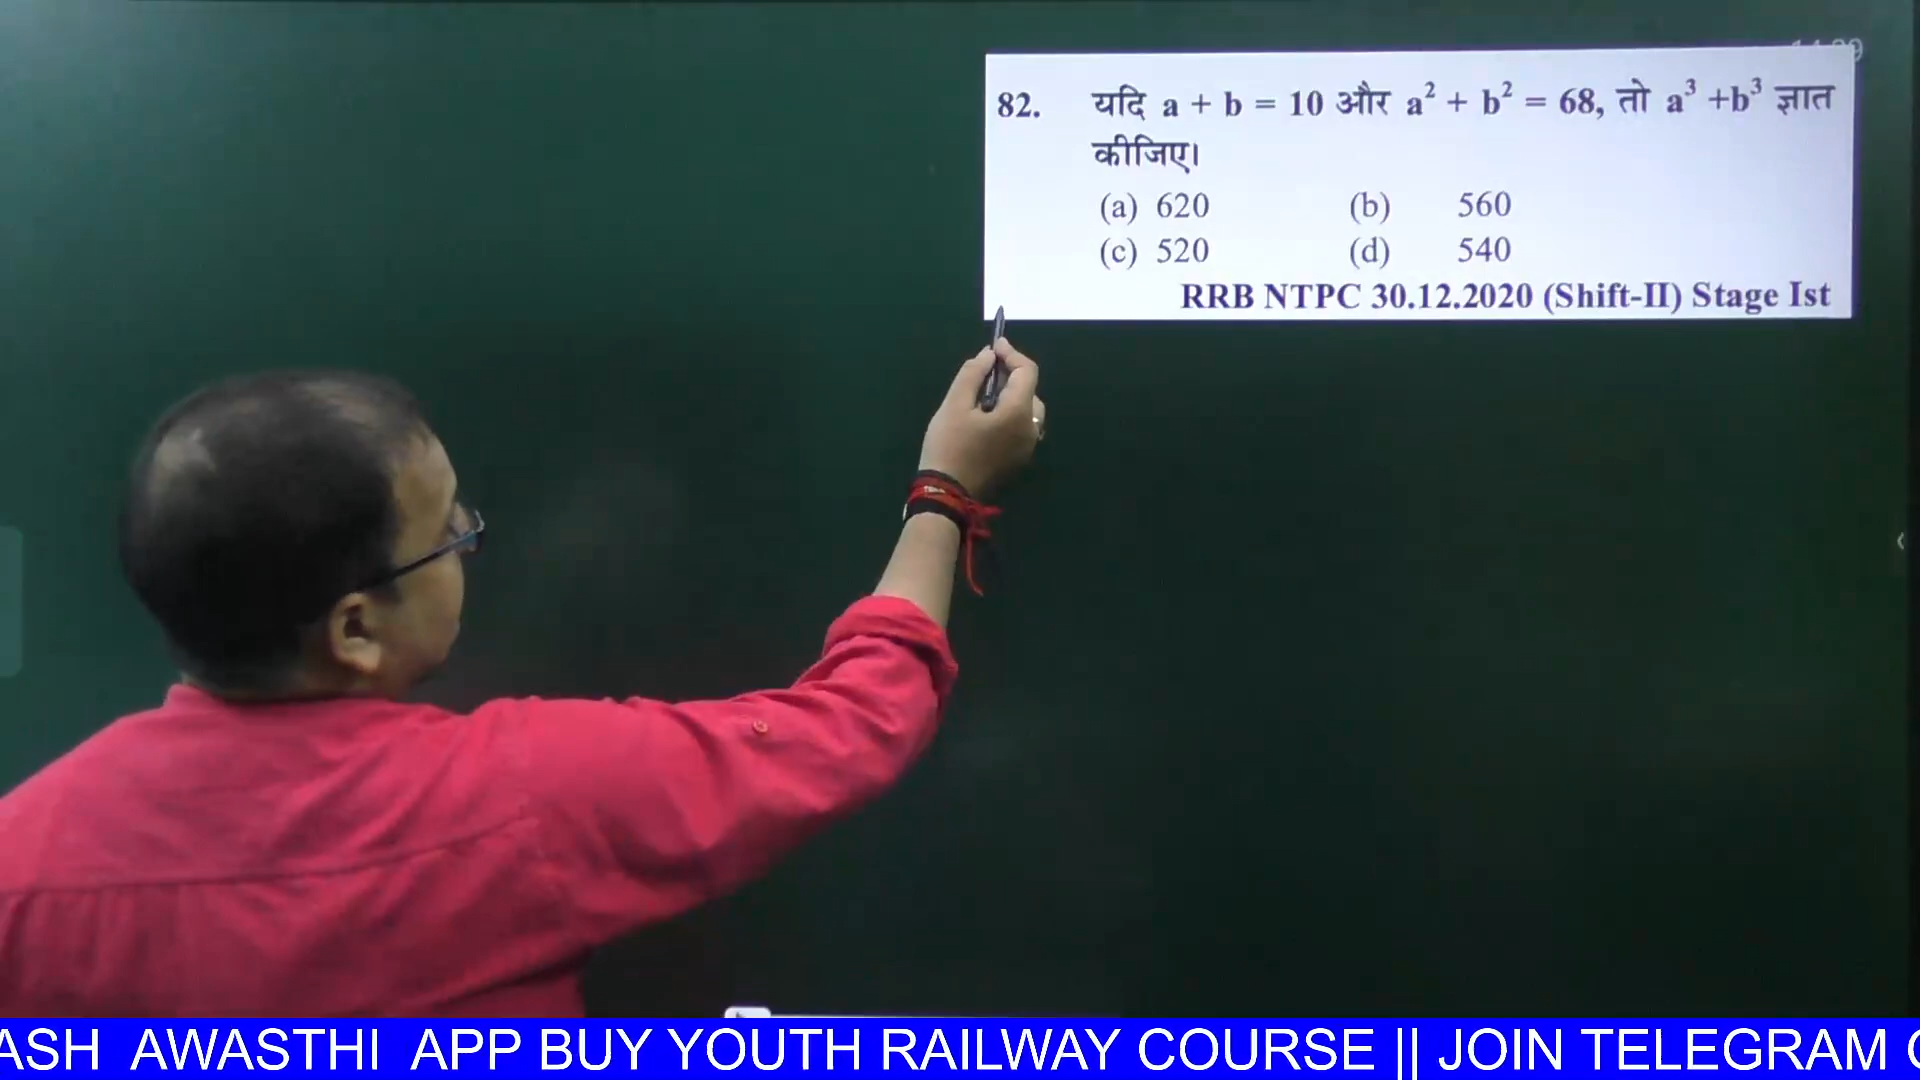 82. यदि a + b = 10 और a² + b² = 68, तो a³ +b³ ज्ञात
कीजिए।
(a) 620 (b) 560
(c) 520 (d) 540
RRB NTPC 30.12.2020 (Shift-II) Stage Ist
ASH AWASTHI APP BUY YOUTH RAILWAY COURSE || JOIN TELEGRAM